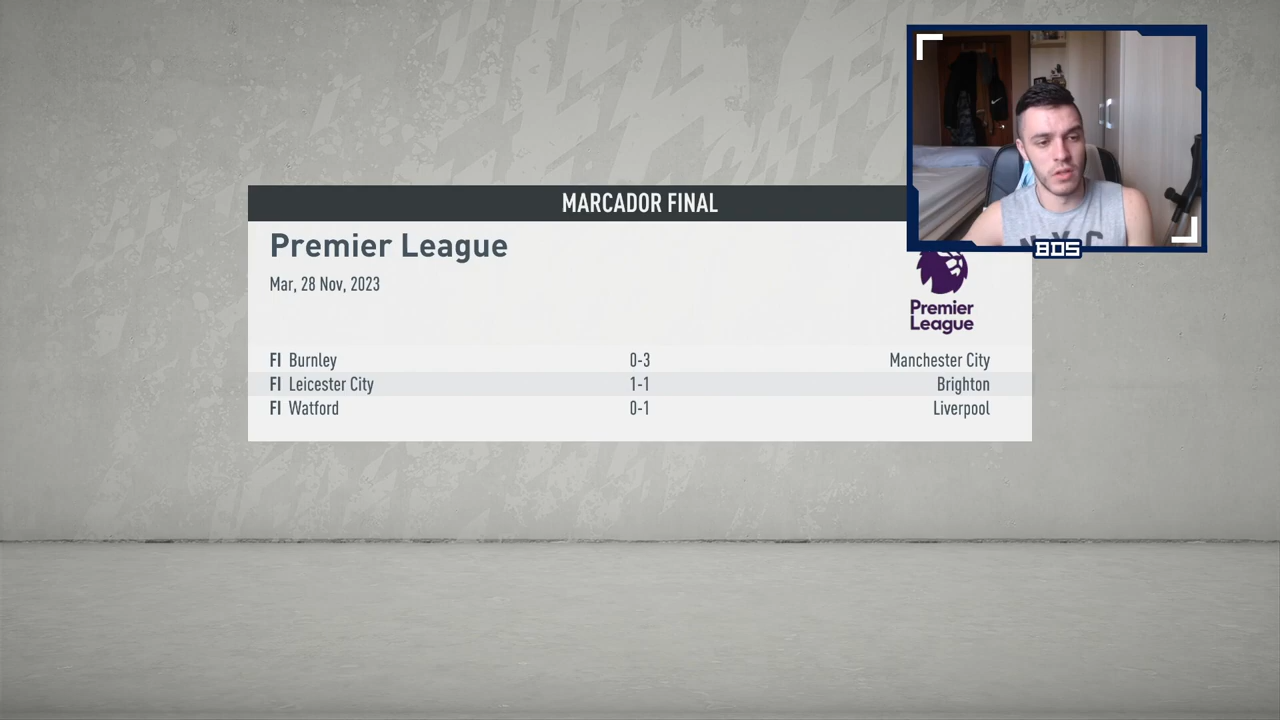 MARCADOR FINAL
Premier League
Mar, 28 Nov, 2023
Premier
League
FI Burnley 0-3 Manchester City
FI Leicester City 1-1 Brighton
FI Watford 0-1 Liverpool
BDS